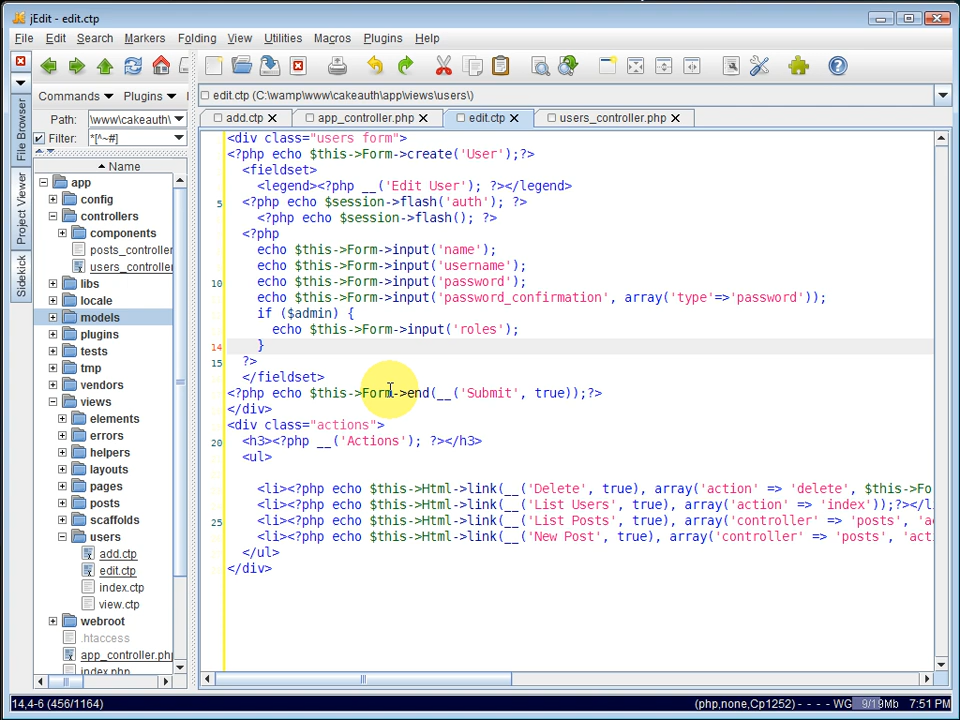 jEdit - edit.ctp
File Edit Search Markers Folding View Utilities Macros Plugins Help
Commands Plugins
Path: \www\cakeauth\
Filter: *[^~#]
Name
File Browser
Project Viewer
Sidekick
app
config
controllers
components
posts_controller
users_controller
libs
locale
models
plugins
tests
tmp
vendors
views
elements
errors
helpers
layouts
pages
posts
scaffolds
users
add.ctp
edit.ctp
index.ctp
view.ctp
webroot
.htaccess
app_controller.php
index.php
edit.ctp (C:\wamp\www\cakeauth\app\views\users\)
add.ctp app_controller.php edit.ctp users_controller.php
<div class="users form">
<?php echo $this->Form->create('User');?>
<fieldset>
<legend><?php __('Edit User'); ?></legend>
5 <?php echo $session->flash('auth'); ?>
<?php echo $session->flash(); ?>
<?php
echo $this->Form->input('name');
echo $this->Form->input('username');
10 echo $this->Form->input('password');
echo $this->Form->input('password_confirmation', array('type'=>'password'));
if ($admin) {
echo $this->Form->input('roles');
14 }
15 ?>
</fieldset>
<?php echo $this->Form->end(__('Submit', true));?>
</div>
<div class="actions">
20 <h3><?php __('Actions'); ?></h3>
<ul>
<li><?php echo $this->Html->link(__('Delete', true), array('action' => 'delete', $this->Fo
<li><?php echo $this->Html->link(__('List Users', true), array('action' => 'index'));?></l
25 <li><?php echo $this->Html->link(__('List Posts', true), array('controller' => 'posts', 'a
<li><?php echo $this->Html->link(__('New Post', true), array('controller' => 'posts', 'act
</ul>
</div>
14,4-6 (456/1164) (php,none,Cp1252) - - - - WG 9/19Mb 7:51 PM